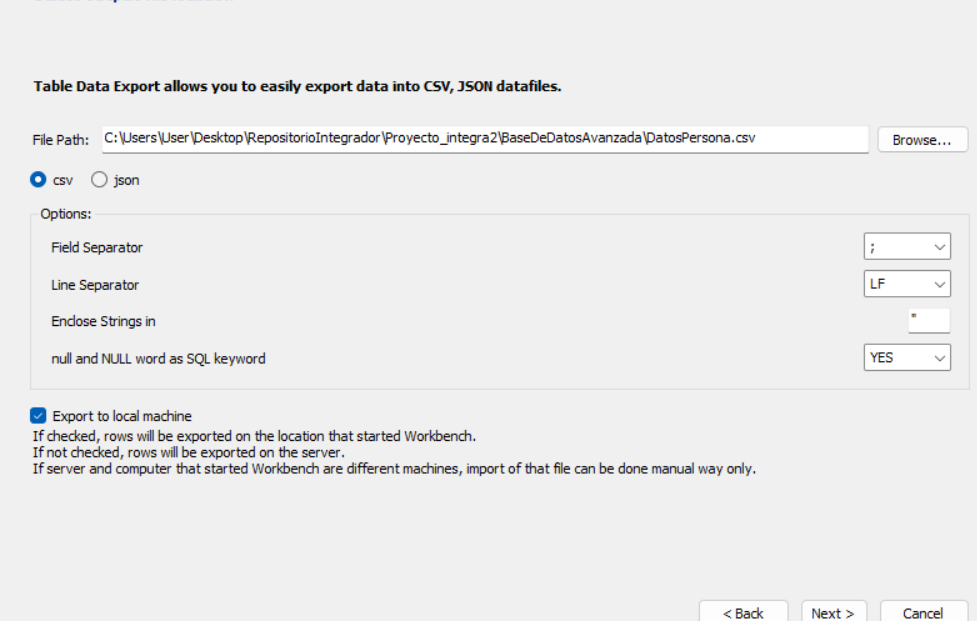 Table Data Export allows you to easily export data into CSV, JSON datafiles.
File Path: C:\Users\User\Desktop\RepositorioIntegrador\Proyecto_integra2\BaseDeDatosAvanzada\DatosPersona.csv Browse...
csv json
Options:
Field Separator ;
Line Separator LF
Enclose Strings in "
null and NULL word as SQL keyword YES
Export to local machine
If checked, rows will be exported on the location that started Workbench.
If not checked, rows will be exported on the server.
If server and computer that started Workbench are different machines, import of that file can be done manual way only.
< Back Next > Cancel